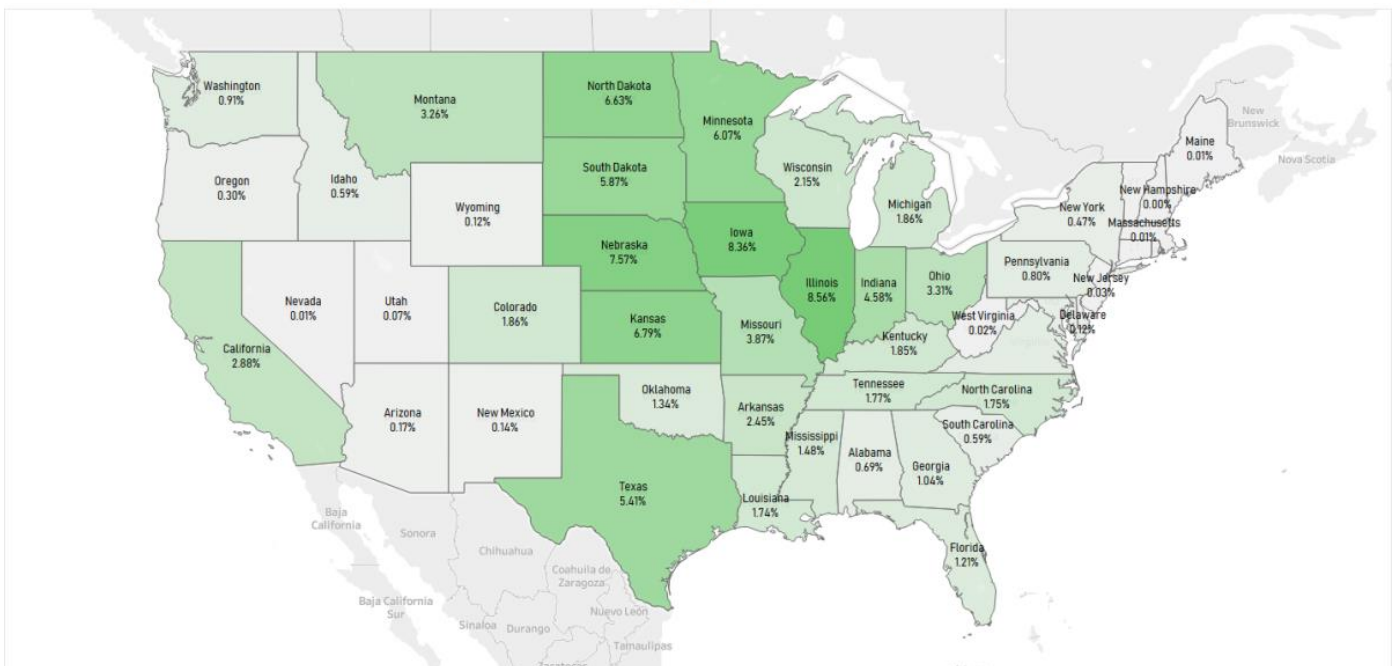 Washington
0.91%
Montana
3.26%
North Dakota
6.63%
Minnesota
6.07%
Maine
0.01%
New
Brunswick
Nova Scotia
Oregon
0.30%
Idaho
0.59%
Wyoming
0.12%
South Dakota
5.87%
Wisconsin
2.15%
Michigan
1.86%
New York
0.47%
New Hampshire
0.00%
Massachusetts
0.01%
Nebraska
7.57%
Iowa
8.36%
Illinois
8.56%
Indiana
4.58%
Ohio
3.31%
Pennsylvania
0.80%
New Jersey
0.03%
Nevada
0.01%
Utah
0.07%
Colorado
1.86%
Kansas
6.79%
Missouri
3.87%
Kentucky
1.85%
West Virginia
0.02%
Delaware
0.12%
Virginia
California
2.88%
Arizona
0.17%
New Mexico
0.14%
Oklahoma
1.34%
Arkansas
2.45%
Tennessee
1.77%
North Carolina
1.75%
South Carolina
0.59%
Texas
5.41%
Louisiana
1.74%
Mississippi
1.48%
Alabama
0.69%
Georgia
1.04%
Florida
1.21%
Baja
California
Sonora
Chihuahua
Coahuila de
Zaragoza
Baja California
Sur
Sinaloa
Durango
Nuevo León
Tamaulipas
Zacatecas